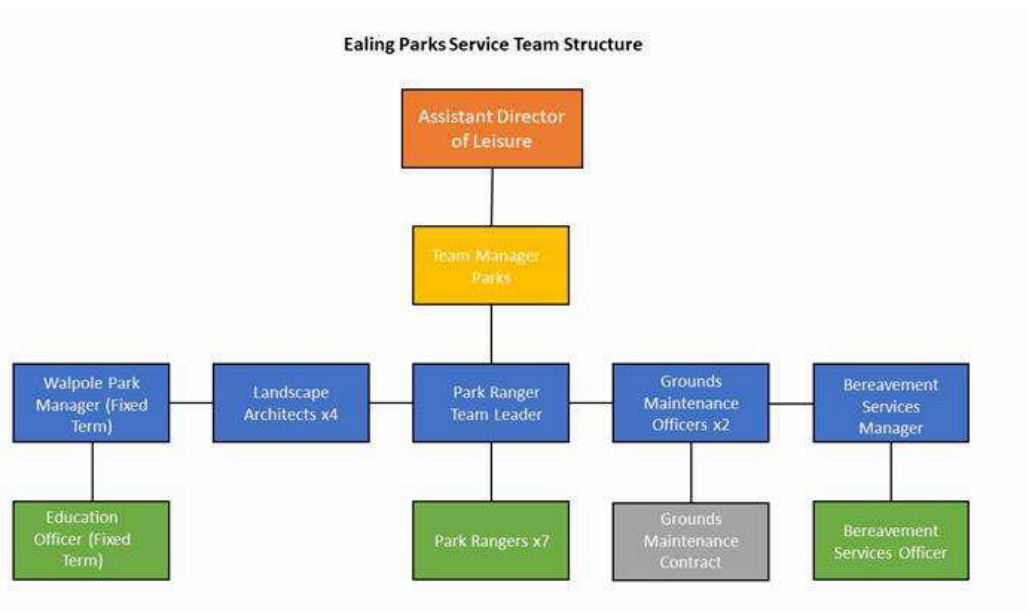 Ealing Parks Service Team Structure
Assistant Director
of Leisure
Team Manager -
Parks
Walpole Park
Manager (Fixed
Term)
Landscape
Architects x4
Park Ranger
Team Leader
Grounds
Maintenance
Officers x2
Bereavement
Services
Manager
Education
Officer (Fixed
Term)
Park Rangers x7
Grounds
Maintenance
Contract
Bereavement
Services Officer